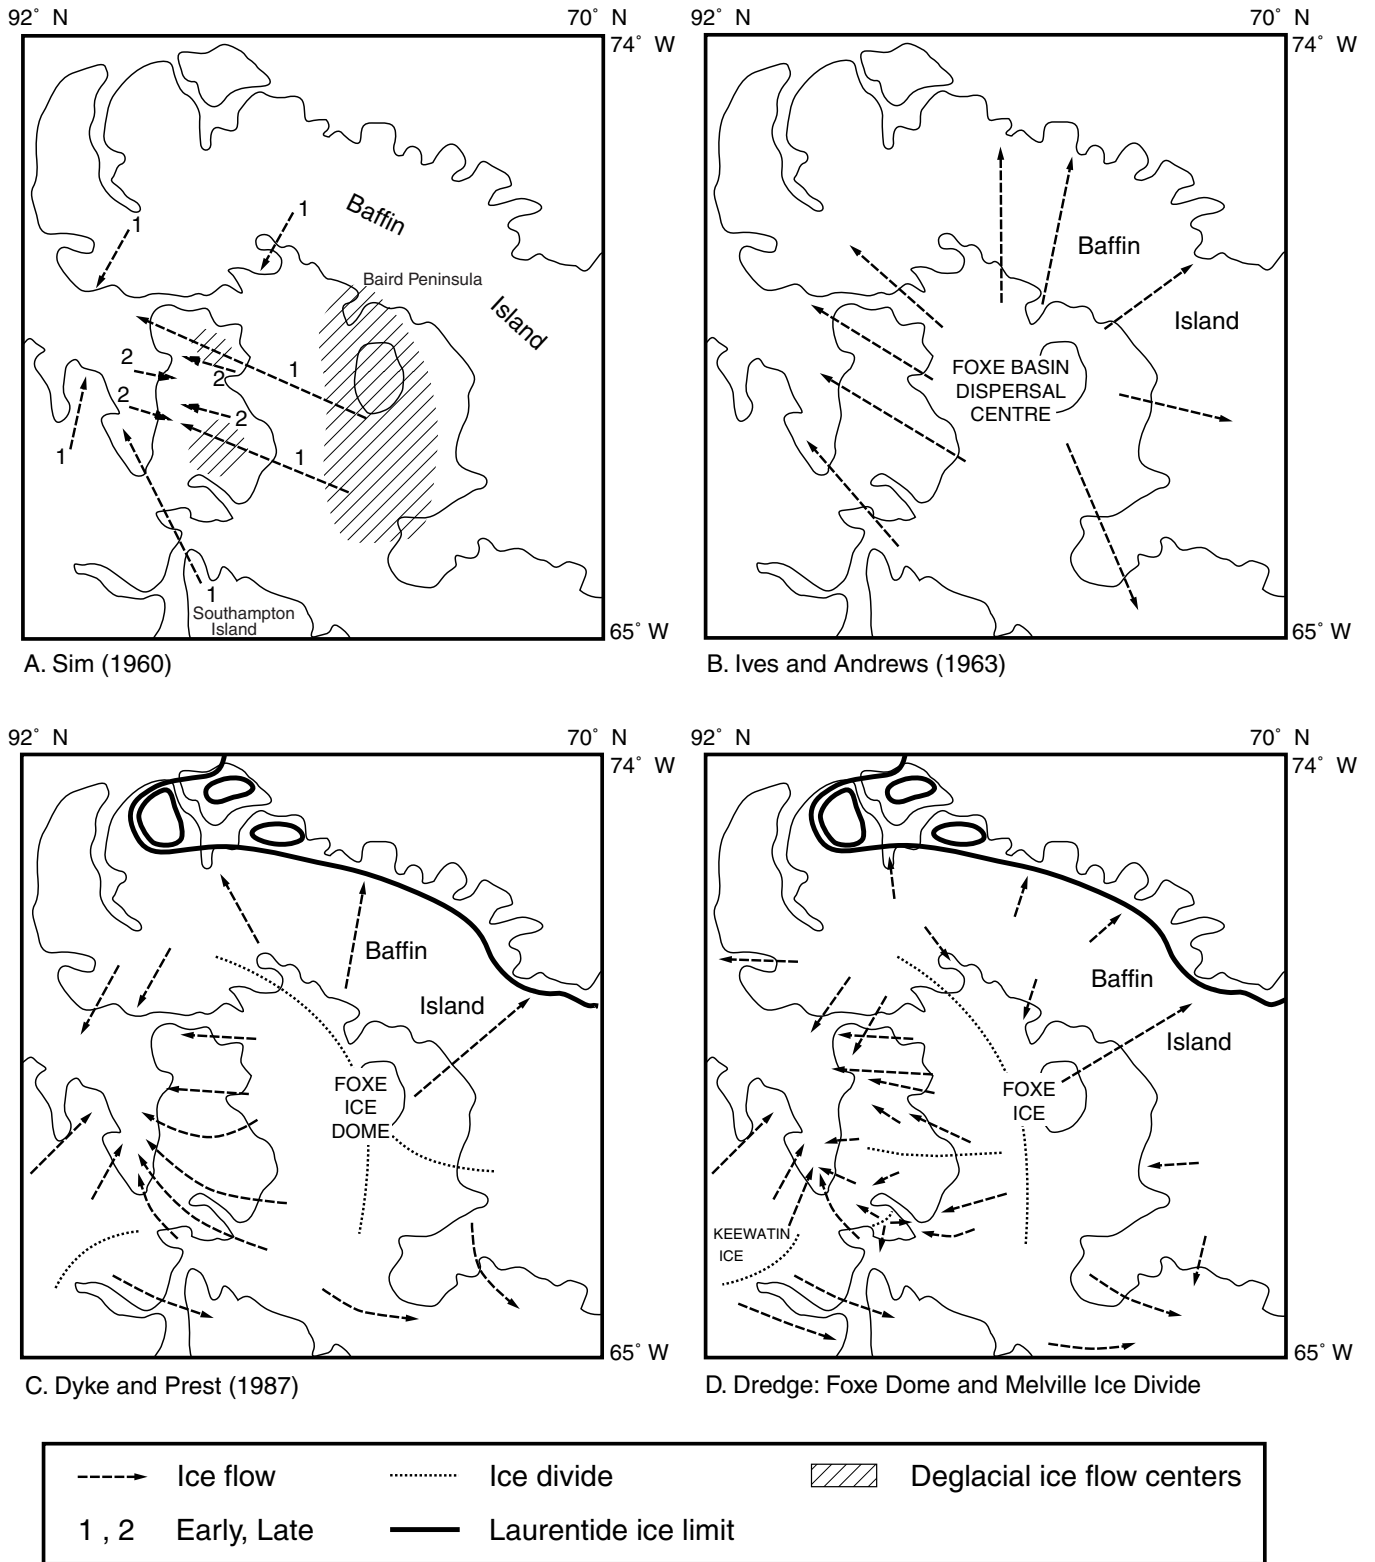 92° N
70° N
74° W
1
1
Baffin
Baird Peninsula
Island
2
1
2
2
2
1
1
1
Southampton
Island
65° W
A. Sim (1960)
92° N
70° N
74° W
Baffin
Island
FOXE BASIN
DISPERSAL
CENTRE
65° W
B. Ives and Andrews (1963)
92° N
70° N
74° W
Baffin
Island
FOXE
ICE
DOME
65° W
C. Dyke and Prest (1987)
92° N
70° N
74° W
Baffin
Island
FOXE
ICE
KEEWATIN
ICE
65° W
D. Dredge: Foxe Dome and Melville Ice Divide
Ice flow
Ice divide
Deglacial ice flow centers
1 , 2 Early, Late
Laurentide ice limit